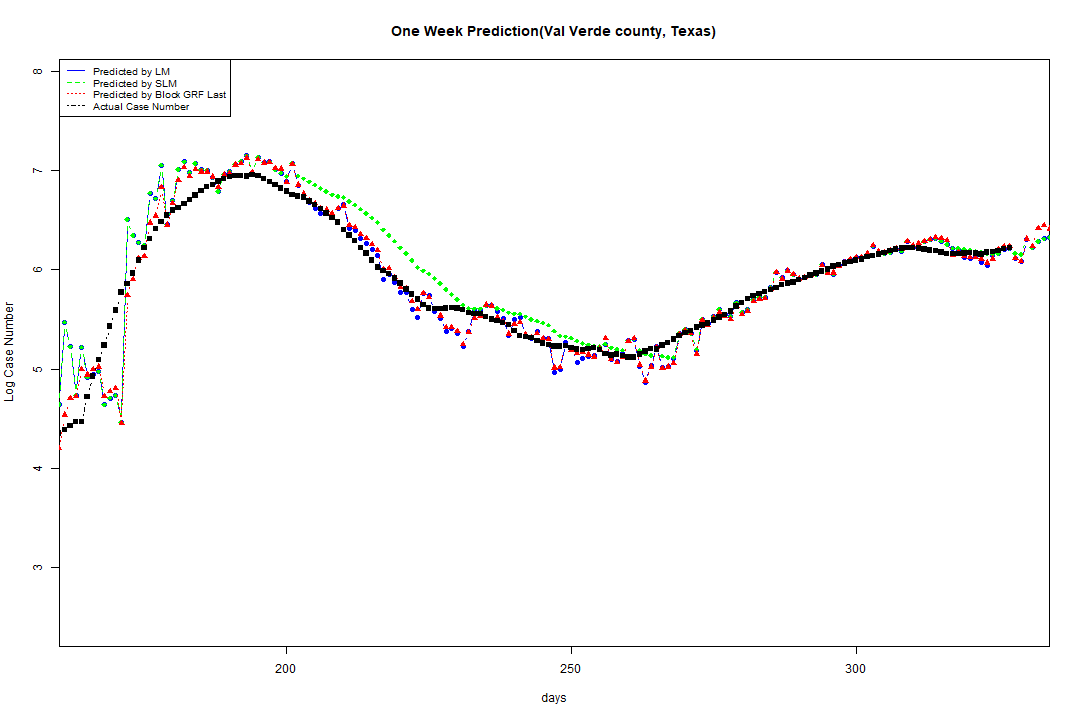 One Week Prediction(Val Verde county, Texas)
Predicted by LM
Predicted by SLM
Predicted by Block GRF Last
Actual Case Number
8
7
6
5
4
3
Log Case Number
200
250
300
days